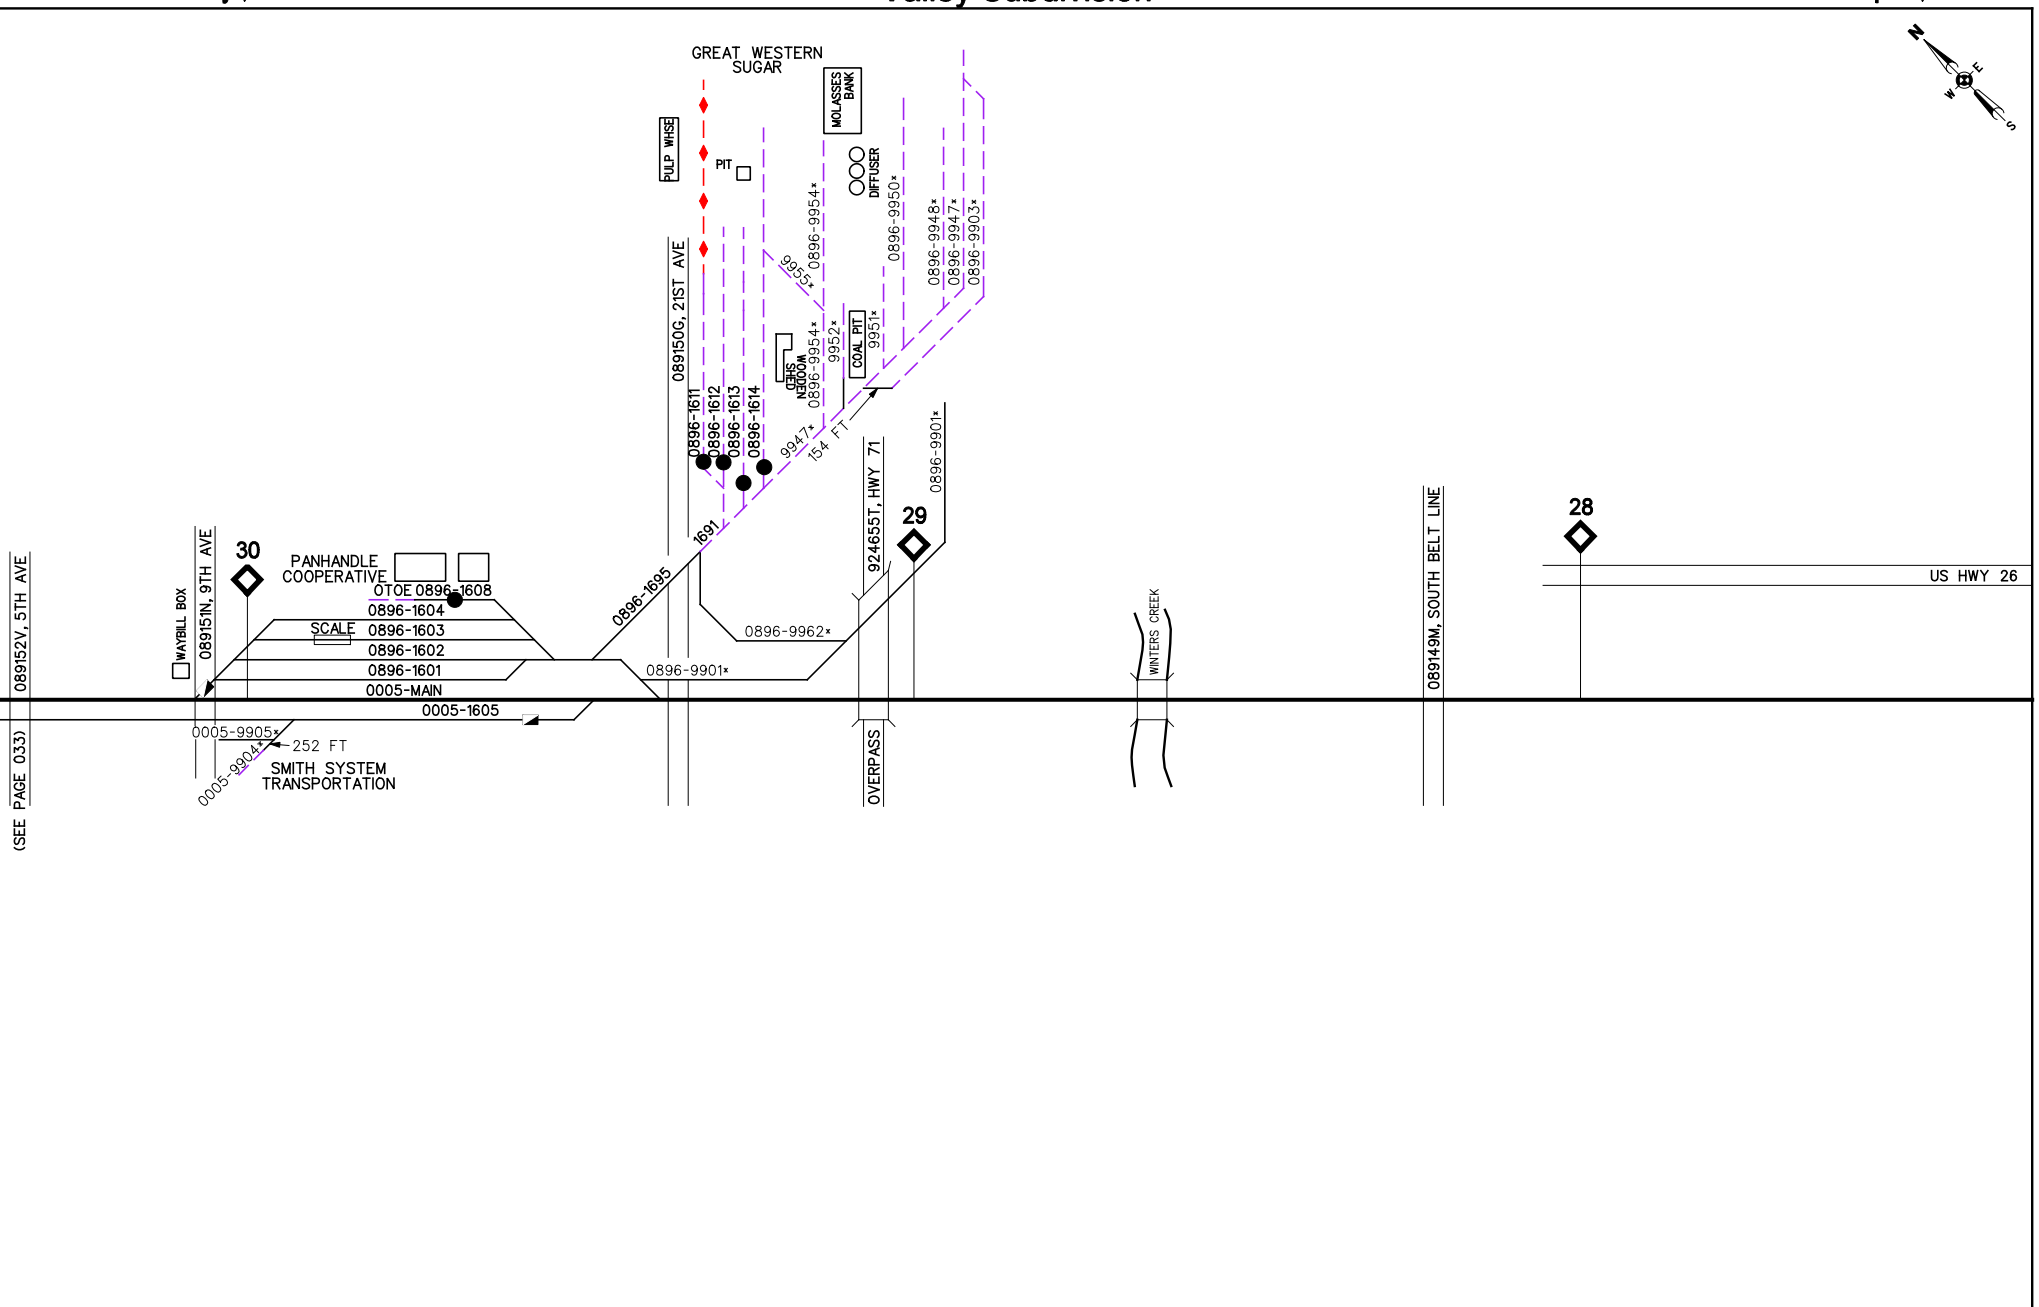 Valley Subdivision
GREAT WESTERN
SUGAR
MOLASSES
BANK
N
E
W
S
PULP WHSE
PIT
DIFFUSER
0896-9954*
0896-9950*
0896-9948*
0896-9947*
0896-9903*
089150G, 21ST AVE
9955*
WOODEN
SHED
0896-9954*
9952*
COAL PIT
9951*
0896-1611
0896-1612
0896-1613
0896-1614
9947*
154 FT
924655T, HWY 71
0896-9901*
29
28
1691
089152V, 5TH AVE
WAYBILL BOX
089151N, 9TH AVE
30
PANHANDLE
COOPERATIVE
OTOE 0896-1608
0896-1604
SCALE
0896-1603
0896-1602
0896-1601
0005-MAIN
0005-1605
0896-1695
0896-9962*
0896-9901*
WINTERS CREEK
089149M, SOUTH BELT LINE
US HWY 26
0005-9905*
252 FT
0005-9904*
SMITH SYSTEM
TRANSPORTATION
(SEE PAGE 033)
OVERPASS